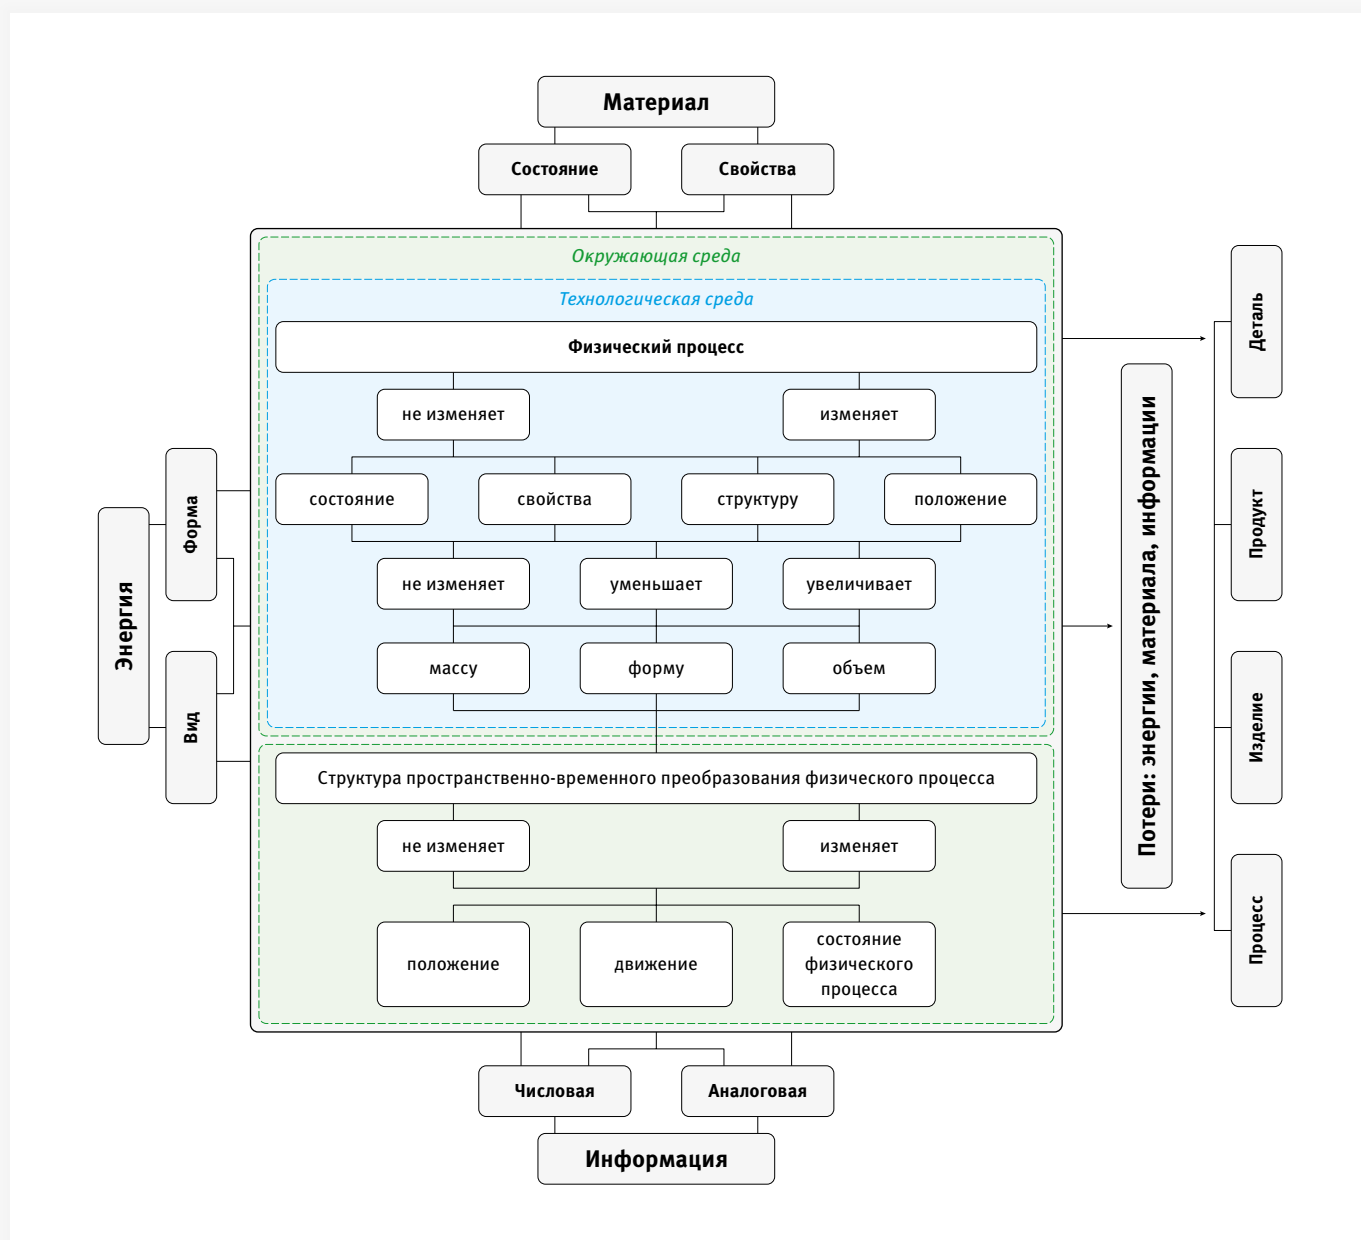 Материал
Состояние
Свойства
Окружающая среда
Технологическая среда
Физический процесс
не изменяет
изменяет
состояние
свойства
структуру
положение
не изменяет
уменьшает
увеличивает
массу
форму
объем
Структура пространственно-временного преобразования физического процесса
не изменяет
изменяет
положение
движение
состояние
физического
процесса
Числовая
Аналоговая
Информация
Энергия
Форма
Вид
Потери: энергии, материала, информации
Деталь
Продукт
Изделие
Процесс